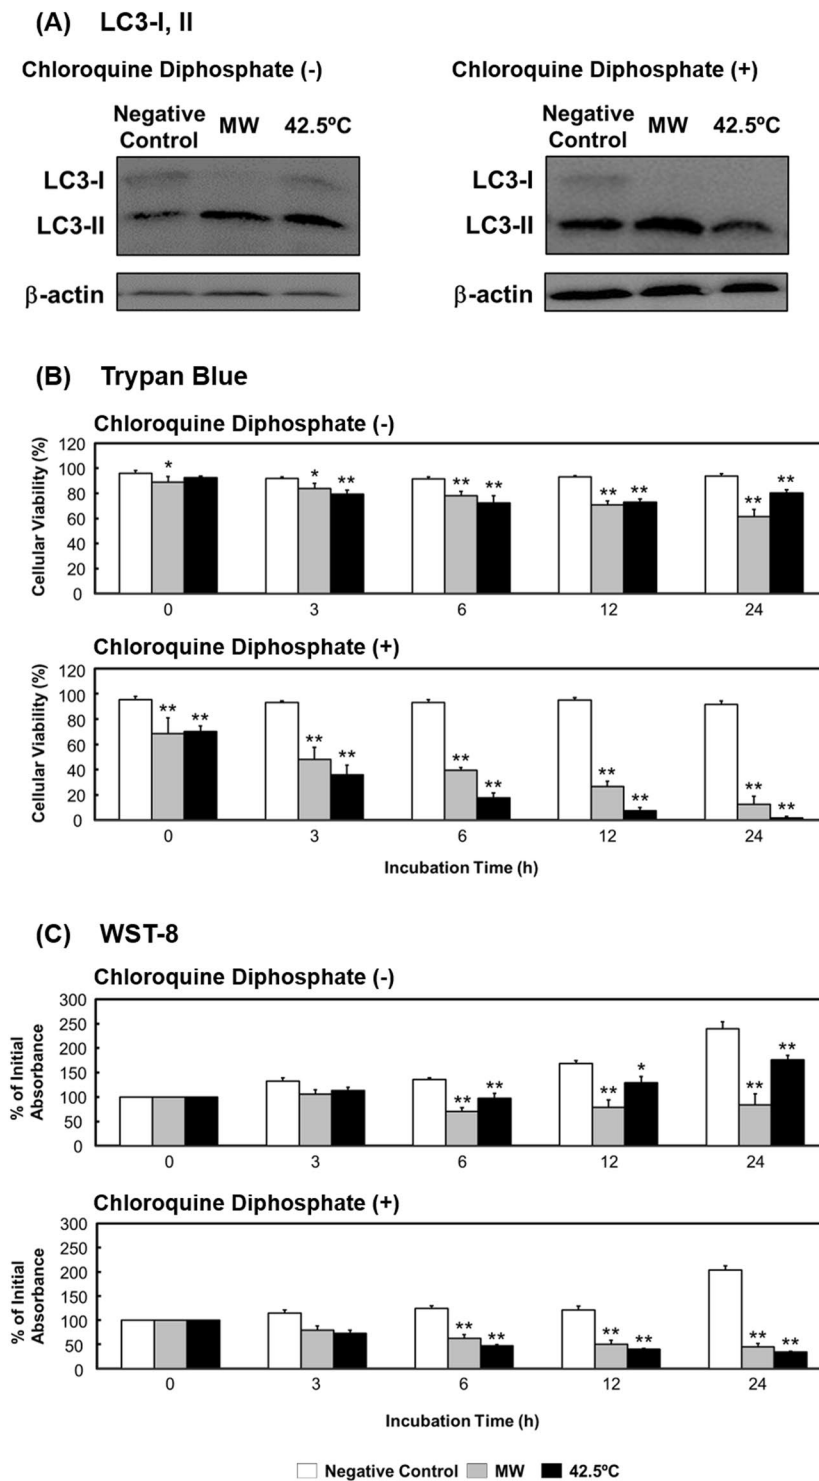 (A) LC3-I, II
Chloroquine Diphosphate (-)
Negative Control MW 42.5ºC
LC3-I
LC3-II
β-actin
Chloroquine Diphosphate (+)
Negative Control MW 42.5ºC
LC3-I
LC3-II
β-actin
(B) Trypan Blue
Chloroquine Diphosphate (-)
Cellular Viability (%)
120
100
80
60
40
20
0
* * ** ** ** ** ** ** **
0 3 6 12 24
Chloroquine Diphosphate (+)
Cellular Viability (%)
120
100
80
60
40
20
0
** ** ** ** ** ** ** ** ** **
0 3 6 12 24
Incubation Time (h)
(C) WST-8
Chloroquine Diphosphate (-)
% of Initial
Absorbance
300
250
200
150
100
50
0
** ** ** * ** **
0 3 6 12 24
Chloroquine Diphosphate (+)
% of Initial
Absorbance
300
250
200
150
100
50
0
** ** ** ** ** **
0 3 6 12 24
Incubation Time (h)
Negative Control MW 42.5ºC